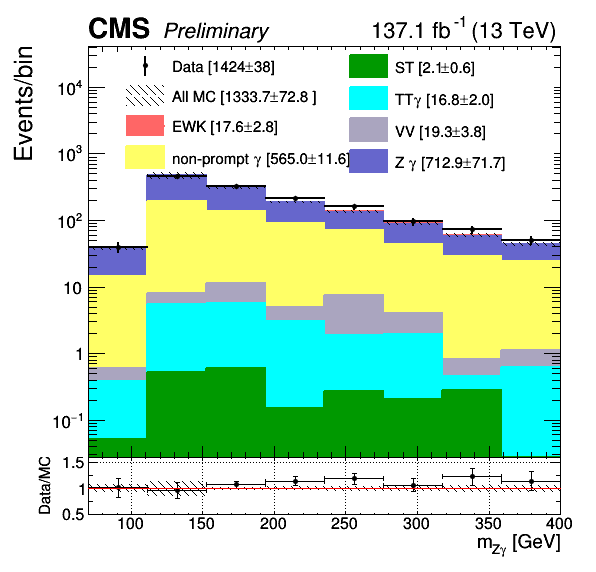 CMS Preliminary 137.1 fb⁻¹ (13 TeV)
Events/bin
Data [1424±38]
All MC [1333.7±72.8 ]
EWK [17.6±2.8]
non-prompt γ [565.0±11.6]
ST [2.1±0.6]
TTγ [16.8±2.0]
VV [19.3±3.8]
Z γ [712.9±71.7]
10⁴
10³
10²
10
1
10⁻¹
Data/MC
1.5
1
0.5
100 150 200 250 300 350 400
m_Zγ [GeV]